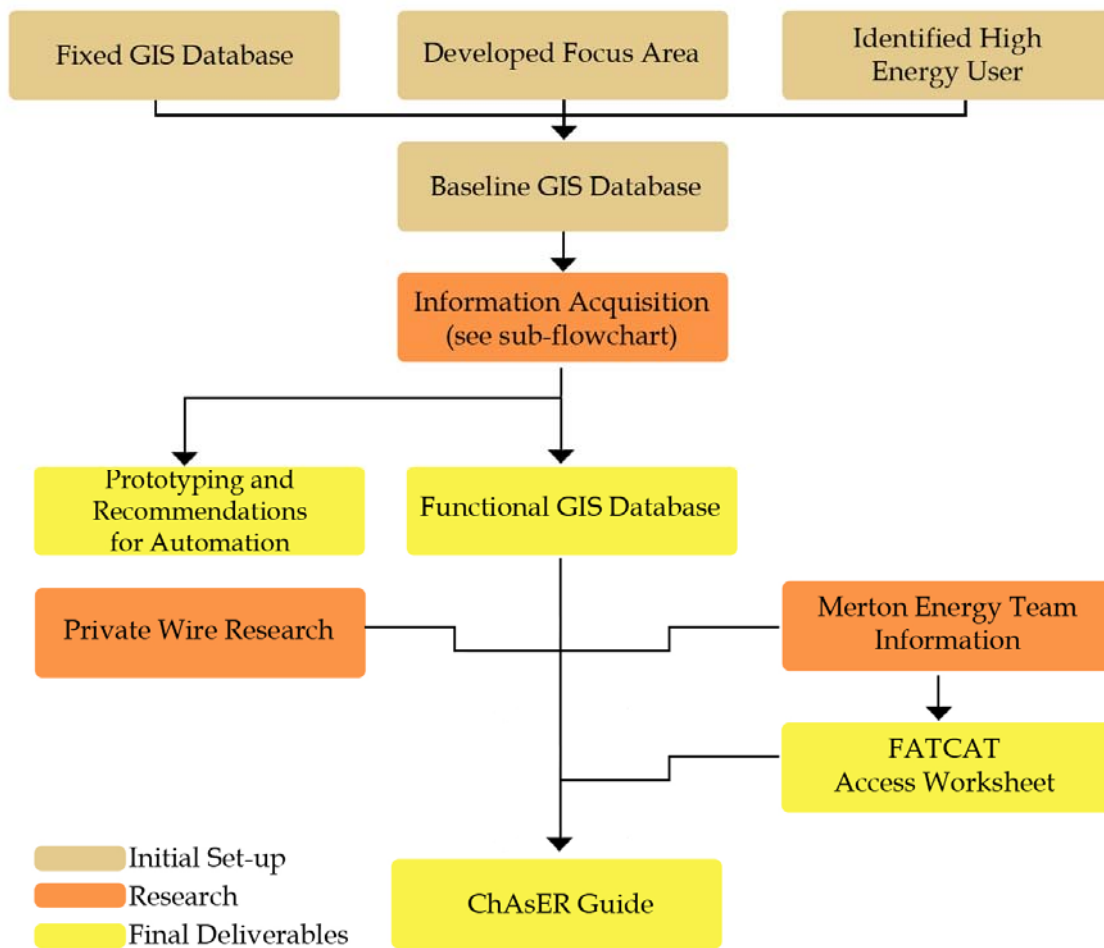 Fixed GIS Database
Developed Focus Area
Identified High
Energy User
Baseline GIS Database
Information Acquisition
(see sub-flowchart)
Prototyping and
Recommendations
for Automation
Functional GIS Database
Private Wire Research
Merton Energy Team
Information
FATCAT
Access Worksheet
ChAsER Guide
Initial Set-up
Research
Final Deliverables